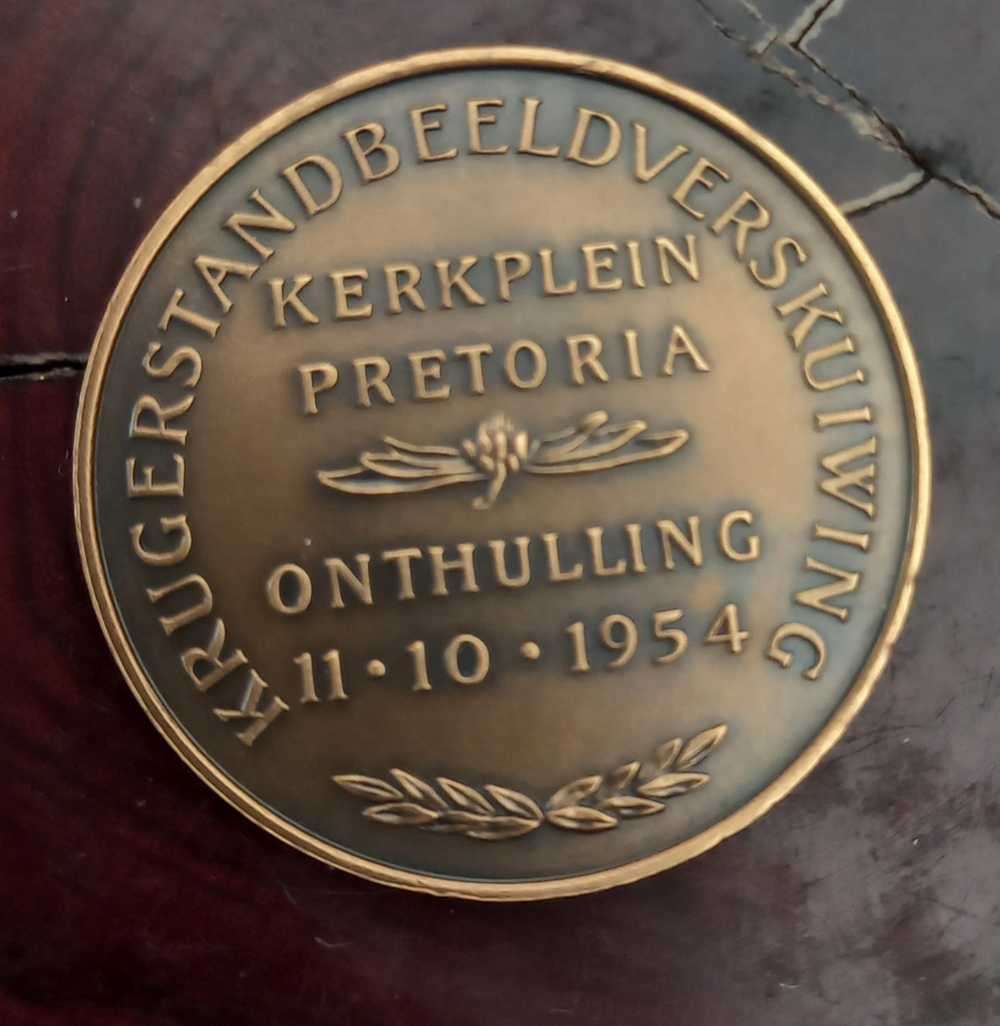 KRUGERSTANDBEELDVERSKUIWING
KERKPLEIN
PRETORIA
ONTHULLING
11 · 10 · 1954